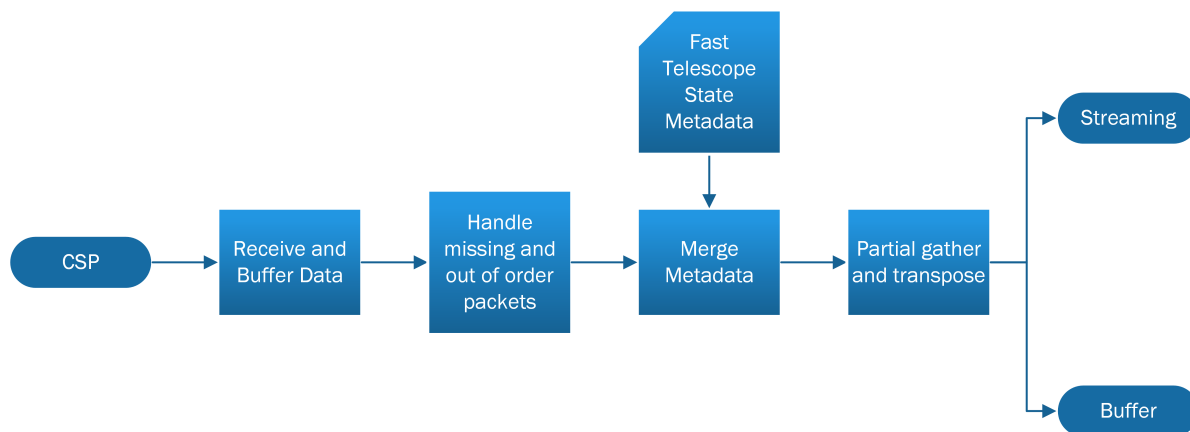 Fast
Telescope
State
Metadata
Streaming
CSP
Receive and
Buffer Data
Handle
missing and
out of order
packets
Merge
Metadata
Partial gather
and transpose
Buffer